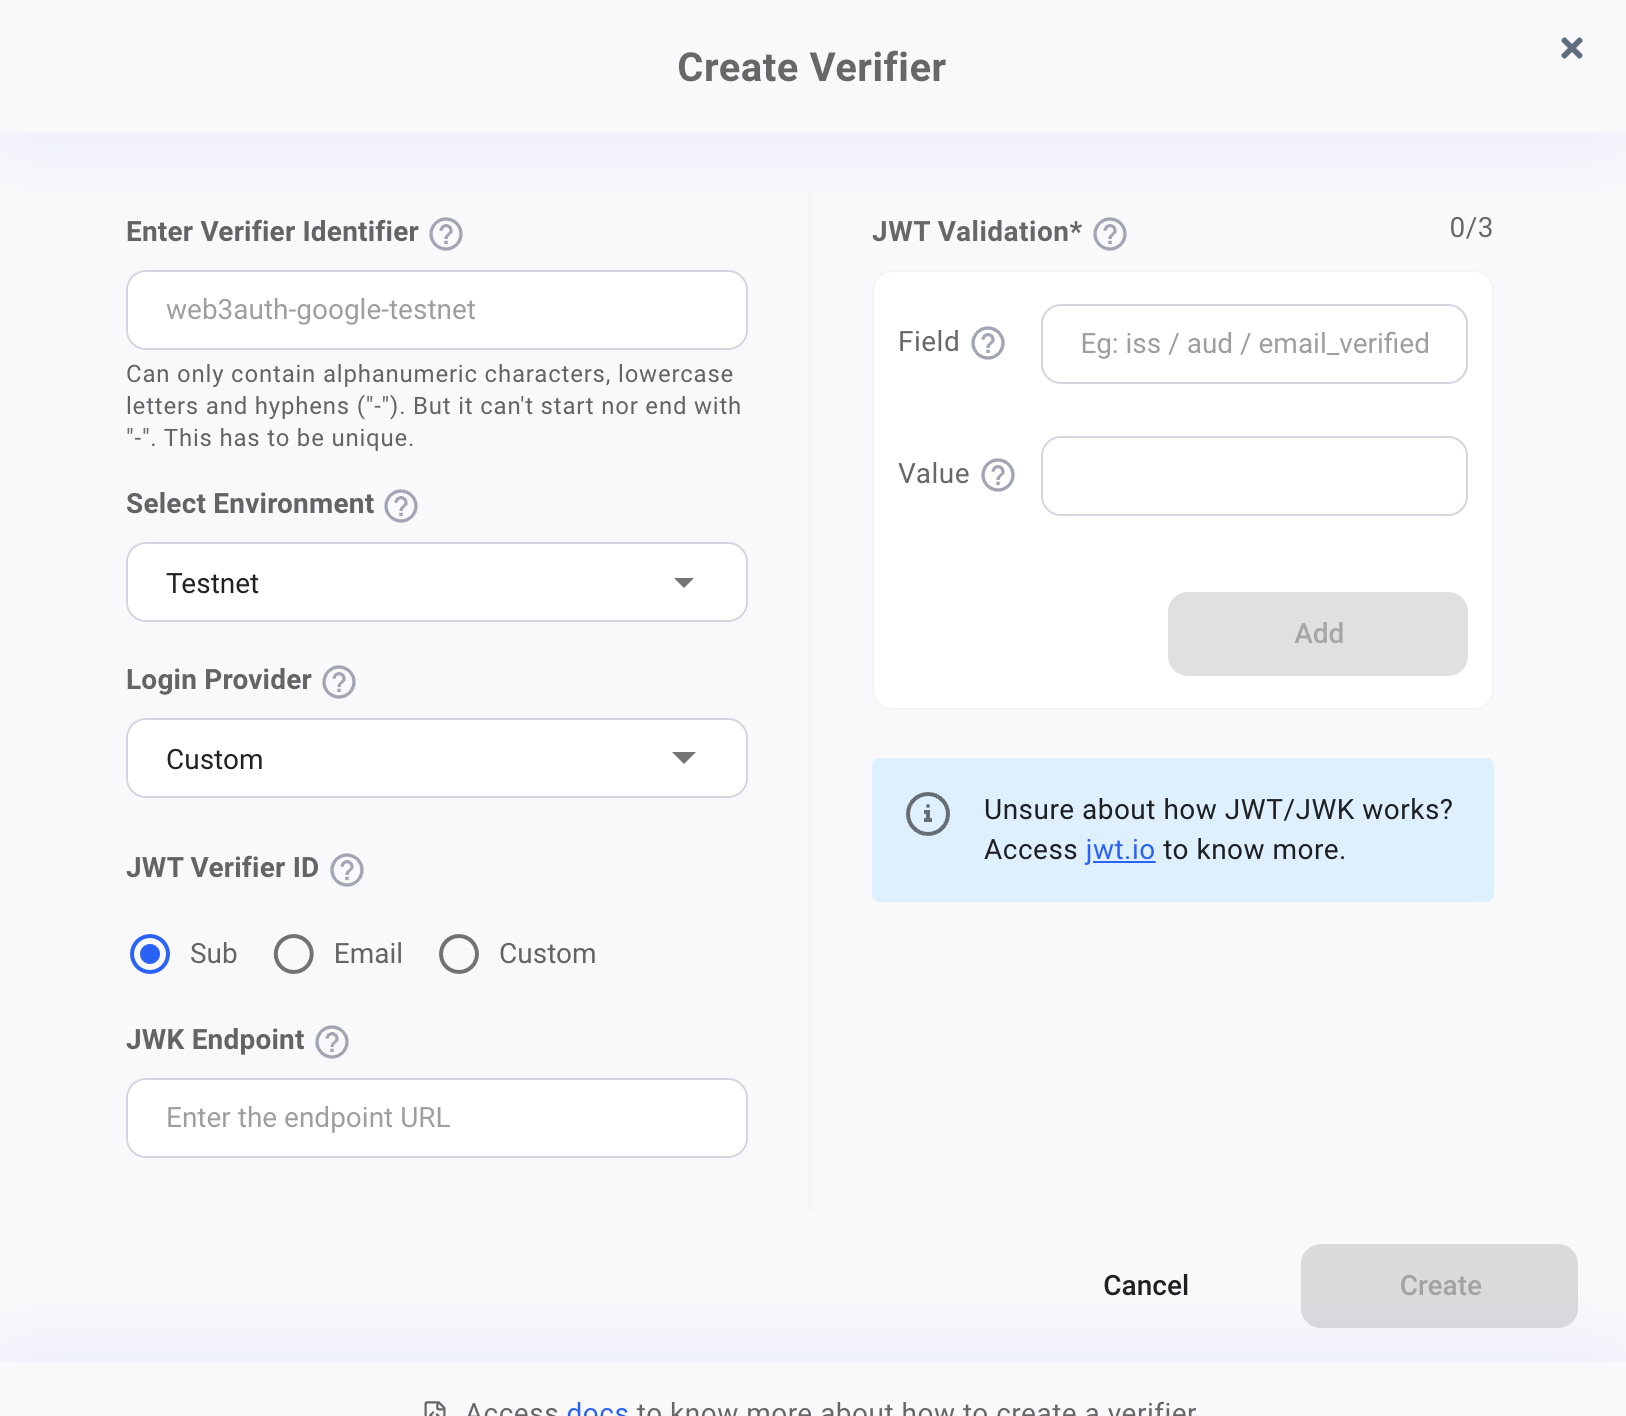 Create Verifier
Enter Verifier Identifier
web3auth-google-testnet
Can only contain alphanumeric characters, lowercase
letters and hyphens ("-"). But it can't start nor end with
"-". This has to be unique.
Select Environment
Testnet
Login Provider
Custom
JWT Verifier ID
Sub Email Custom
JWK Endpoint
Enter the endpoint URL
JWT Validation* 0/3
Field Eg: iss / aud / email_verified
Value
Add
Unsure about how JWT/JWK works?
Access jwt.io to know more.
Cancel Create
Access docs to know more about how to create a verifier